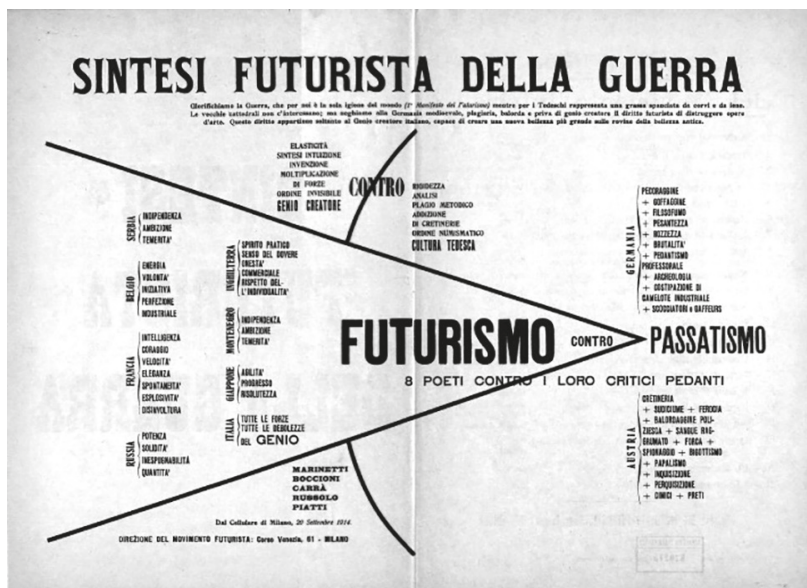 SINTESI FUTURISTA DELLA GUERRA
Glorifichiamo la Guerra, che per noi è la sola igiene del mondo (1° Manifesto del Futurismo) mentre per i Tedeschi rappresenta una grassa spanciata da corvi e da iene.
Le vecchie cattedrali non c'interessano; ma neghiamo alla Germania medioevale, plagiaria, balorda e priva di genio creatore il diritto futurista di distruggere opere
d'arte. Questo diritto appartiene soltanto al Genio creatore italiano, capace di creare una nuova bellezza più grande sulle rovine della bellezza antica.
ELASTICITÀ
SINTESI INTUIZIONE
INVENZIONE
MOLTIPLICAZIONE
DI FORZE
ORDINE INVISIBILE
GENIO CREATORE
CONTRO
RIGIDEZZA
ANALISI
PLAGIO METODICO
ADDIZIONE
DI CRETINERIE
ORDINE NUMISMATICO
CULTURA TEDESCA
SERBIA
INDIPENDENZA
AMBIZIONE
TEMERITA'
BELGIO
ENERGIA
VOLONTA'
INIZIATIVA
PERFEZIONE
INDUSTRIALE
FRANCIA
INTELLIGENZA
CORAGGIO
VELOCITA'
ELEGANZA
SPONTANEITA'
ESPLOSIVITA'
DISINVOLTURA
RUSSIA
POTENZA
SOLIDITA'
INESPUGNABILITÀ
QUANTITA'
INGHILTERRA
SPIRITO PRATICO
SENSO DEL DOVERE
ONESTA'
COMMERCIALE
RISPETTO DEL-
L'INDIVIDUALITA'
MONTENEGRO
INDIPENDENZA
AMBIZIONE
TEMERITA'
GIAPPONE
AGILITA'
PROGRESSO
RISOLUTEZZA
ITALIA
TUTTE LE FORZE
TUTTE LE DEBOLEZZE
DEL GENIO
FUTURISMO CONTRO PASSATISMO
8 POETI CONTRO I LORO CRITICI PEDANTI
GERMANIA
PECORAGGINE
+ GOFFAGGINE
+ FILOSOFUMO
+ PESANTEZZA
+ ROZZEZZA
+ BRUTALITA'
+ PEDANTISMO
PROFESSORALE
+ ARCHEOLOGIA
+ COSTIPAZIONE DI
CAMELOTE INDUSTRIALE
+ SCOCCIATORI e GAFFEURS
AUSTRIA
CRETINERIA
+ SUDICIUME + FEROCIA
+ BALORDAGGINE POLI-
ZIESCA + SANGUE RAG-
GRUMATO + FORCA +
SPIONAGGIO + BIGOTTISMO
+ PAPALISMO
+ INQUISIZIONE
+ PERQUISIZIONE
+ CIMICI + PRETI
MARINETTI
BOCCIONI
CARRÀ
RUSSOLO
PIATTI
Dal Cellulare di Milano, 20 Settembre 1914.
DIREZIONE DEL MOVIMENTO FUTURISTA: Corso Venezia, 61 - MILANO